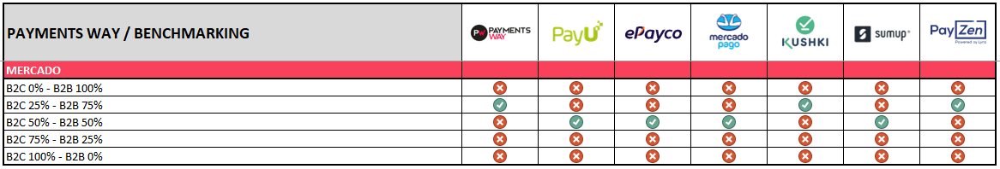 PAYMENTS WAY / BENCHMARKING
PW PAYMENTS
WAY
PayU
ePayco
mercado
pago
KUSHKI
sumup
PayZen
Powered by Lyra
MERCADO
B2C 0% - B2B 100%
B2C 25% - B2B 75%
B2C 50% - B2B 50%
B2C 75% - B2B 25%
B2C 100% - B2B 0%